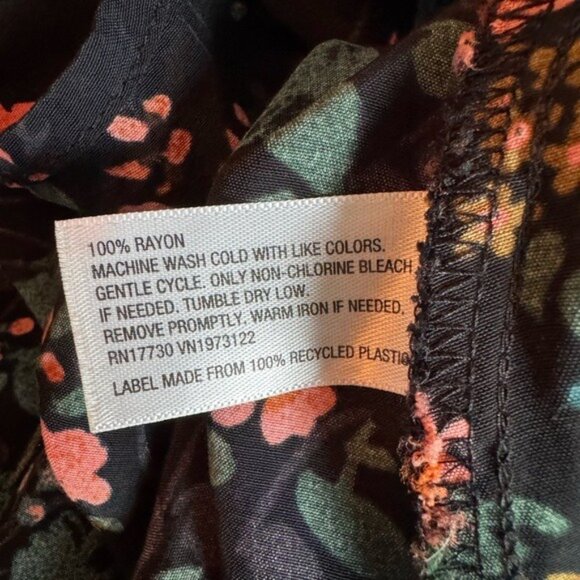 100% RAYON
MACHINE WASH COLD WITH LIKE COLORS.
GENTLE CYCLE. ONLY NON-CHLORINE BLEACH
IF NEEDED. TUMBLE DRY LOW.
REMOVE PROMPTLY. WARM IRON IF NEEDED.
RN17730 VN1973122
LABEL MADE FROM 100% RECYCLED PLASTIC